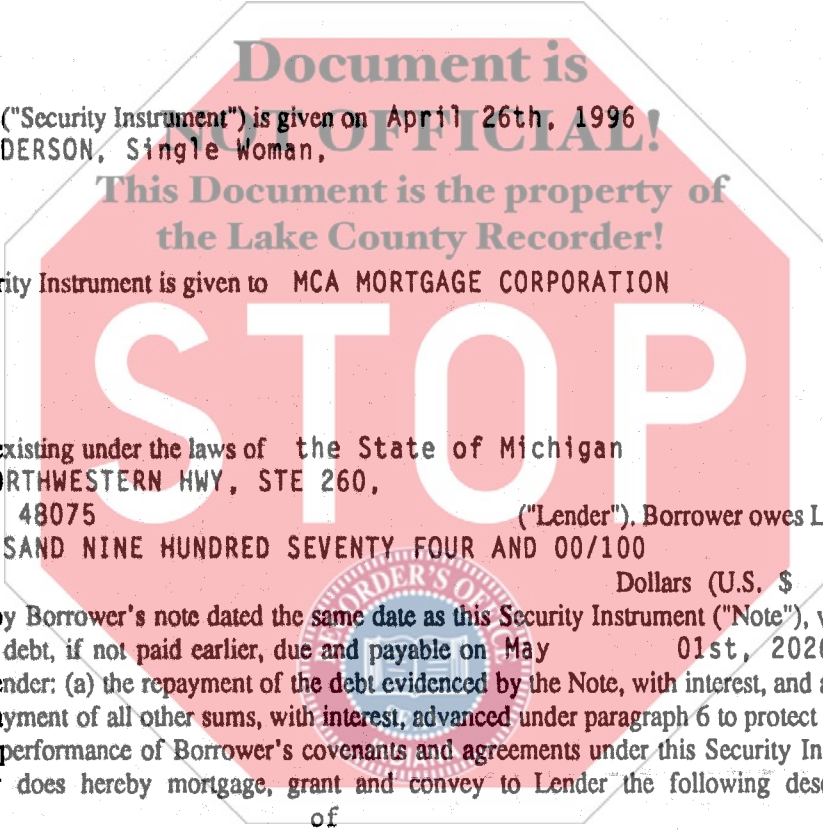 Document is
("Security Instrument") is given on April 26th, 1996
NOT OFFICIAL!
DERSON, Single Woman,
This Document is the property of
the Lake County Recorder!
rity Instrument is given to MCA MORTGAGE CORPORATION
STOP
existing under the laws of the State of Michigan
RTHWESTERN HWY, STE 260,
48075 ("Lender"). Borrower owes L
SAND NINE HUNDRED SEVENTY FOUR AND 00/100
Dollars (U.S. $
RECORDER'S OFFICE
by Borrower's note dated the same date as this Security Instrument ("Note"), w
debt, if not paid earlier, due and payable on May 01st, 2026
ender: (a) the repayment of the debt evidenced by the Note, with interest, and a
yment of all other sums, with interest, advanced under paragraph 6 to protect
performance of Borrower's covenants and agreements under this Security In
r does hereby mortgage, grant and convey to Lender the following desc
of